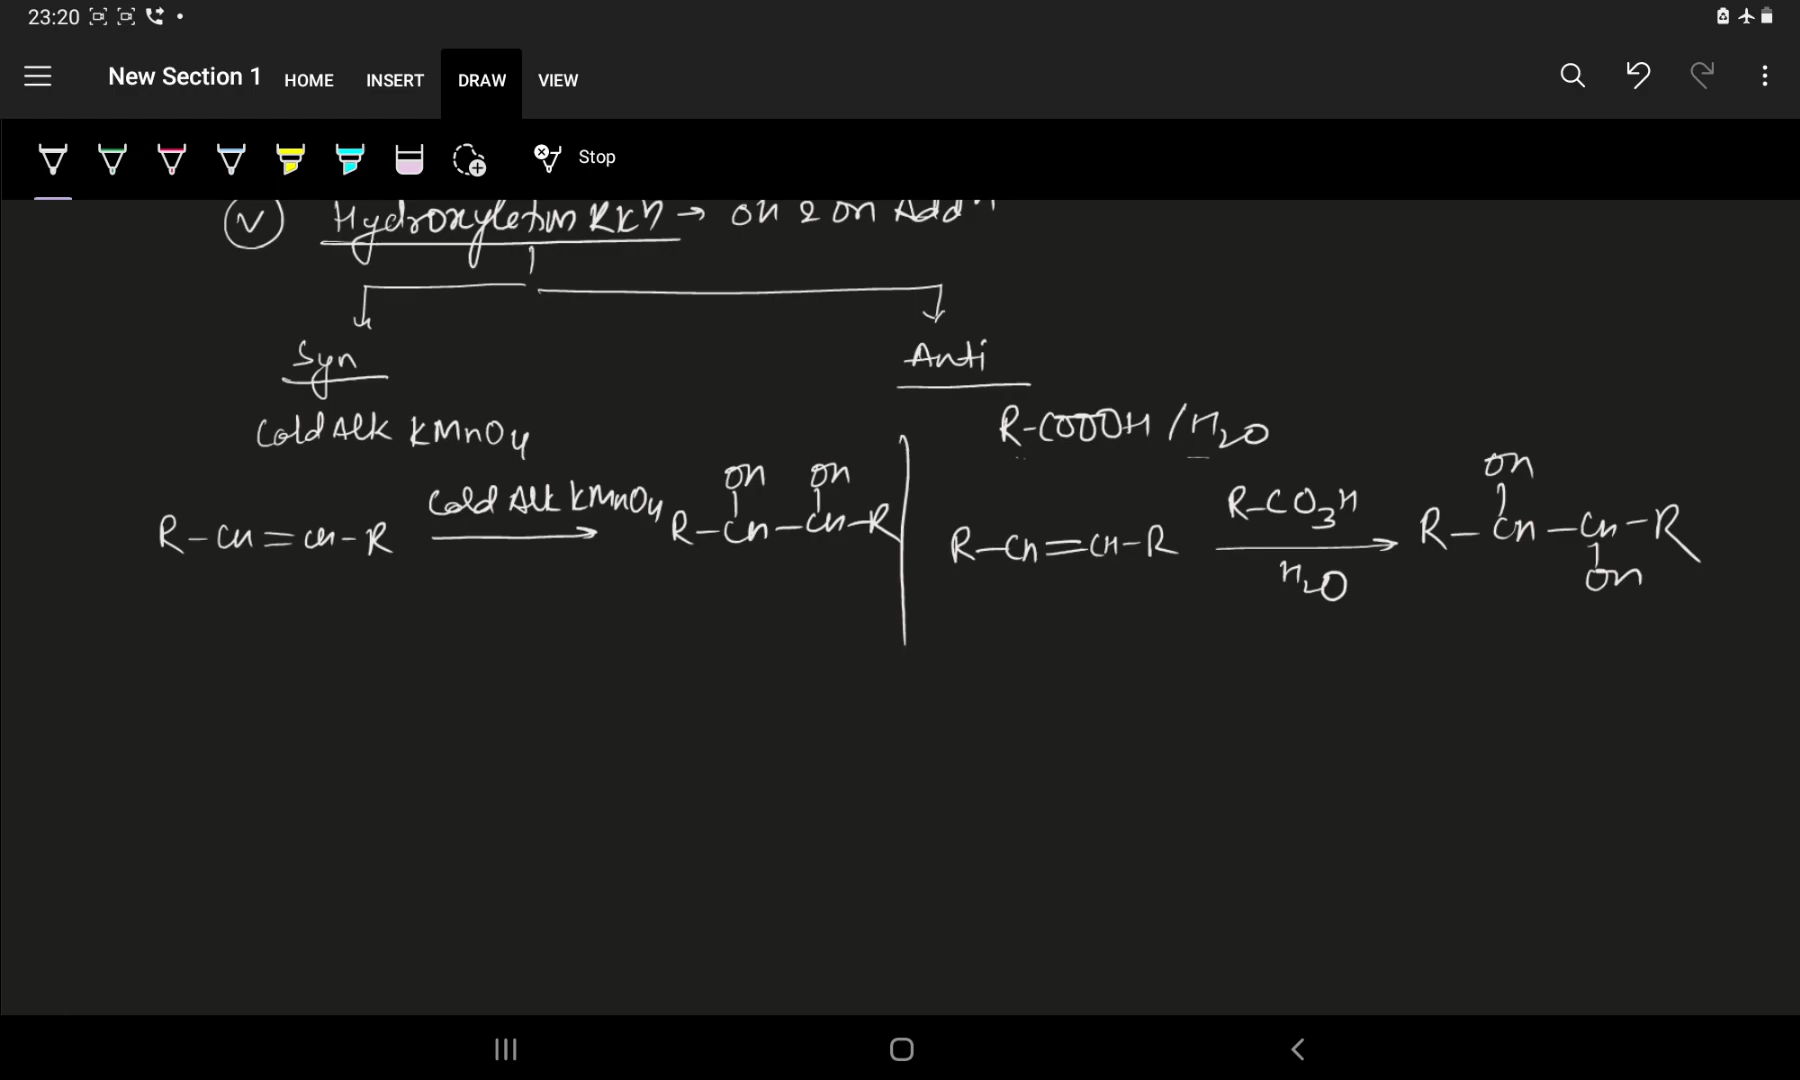 23:20
New Section 1 HOME INSERT DRAW VIEW
Stop
(V) Hydroxyletion RXn → OH & OH Addn
Syn
Anti
Cold Alk KMnO4
R-COOOH / H2O
R-CH=CH-R Cold Alk KMnO4 → R-CH-CH-R
OH OH
R-CH=CH-R R-CO3H → R-CH-CH-R
H2O
OH
OH